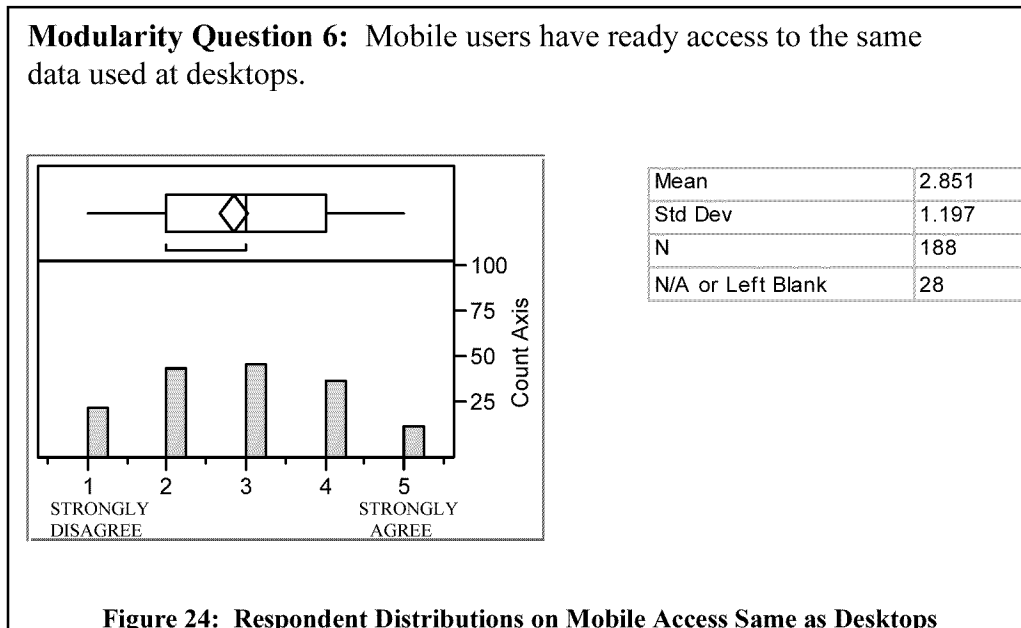 Modularity Question 6: Mobile users have ready access to the same
data used at desktops.
Mean 2.851
Std Dev 1.197
N 188
N/A or Left Blank 28
100
75
50
25
Count Axis
1 2 3 4 5
STRONGLY DISAGREE
STRONGLY AGREE
Figure 24: Respondent Distributions on Mobile Access Same as Desktops